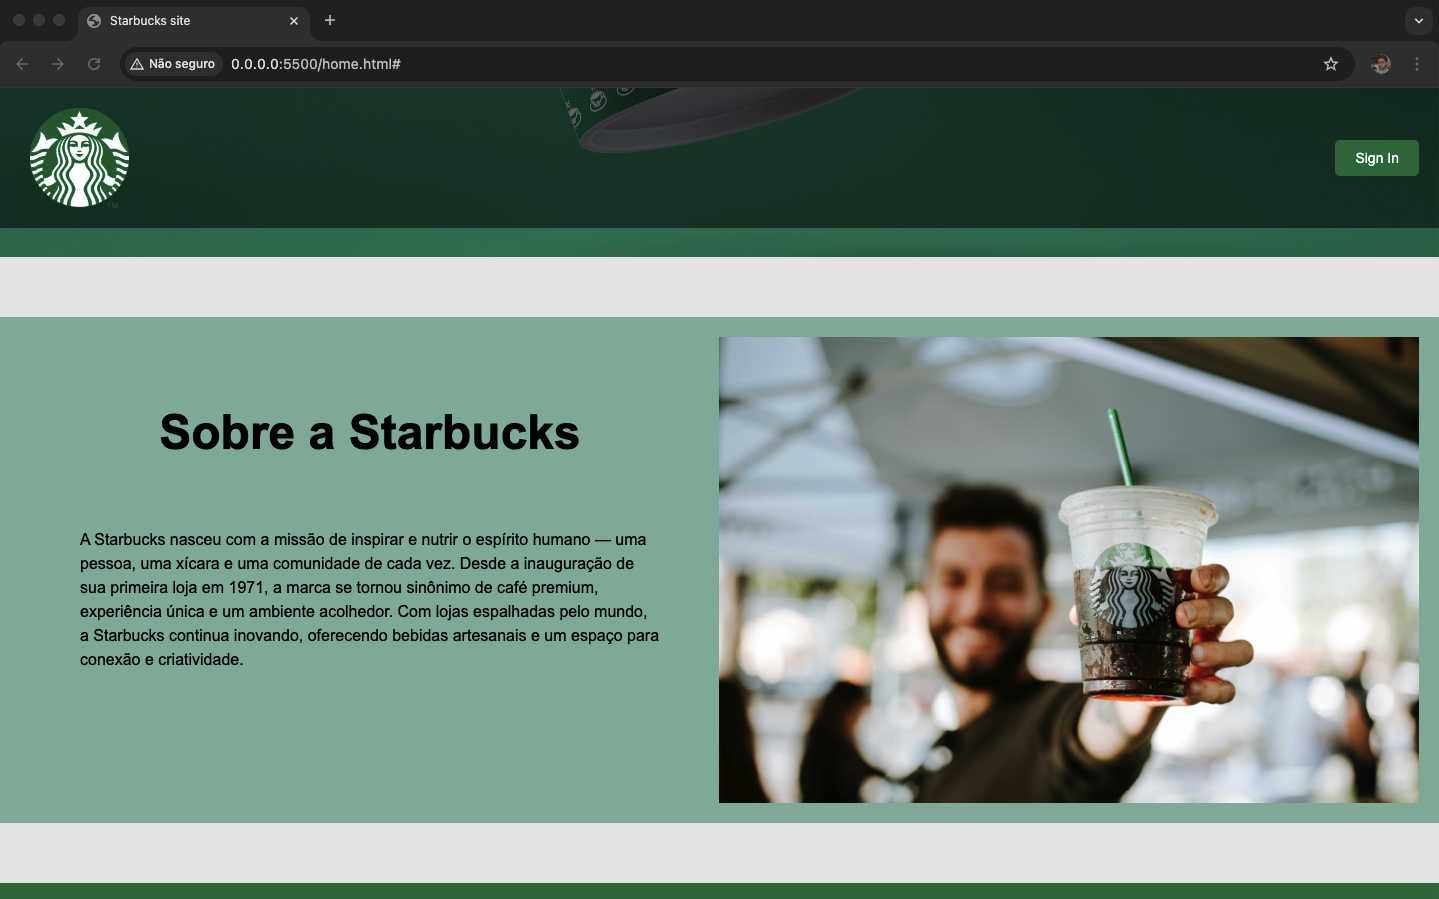 Starbucks site
Não seguro
0.0.0.0:5500/home.html#
TM
Sign In
Sobre a Starbucks
A Starbucks nasceu com a missão de inspirar e nutrir o espírito humano — uma
pessoa, uma xícara e uma comunidade de cada vez. Desde a inauguração de
sua primeira loja em 1971, a marca se tornou sinônimo de café premium,
experiência única e um ambiente acolhedor. Com lojas espalhadas pelo mundo,
a Starbucks continua inovando, oferecendo bebidas artesanais e um espaço para
conexão e criatividade.